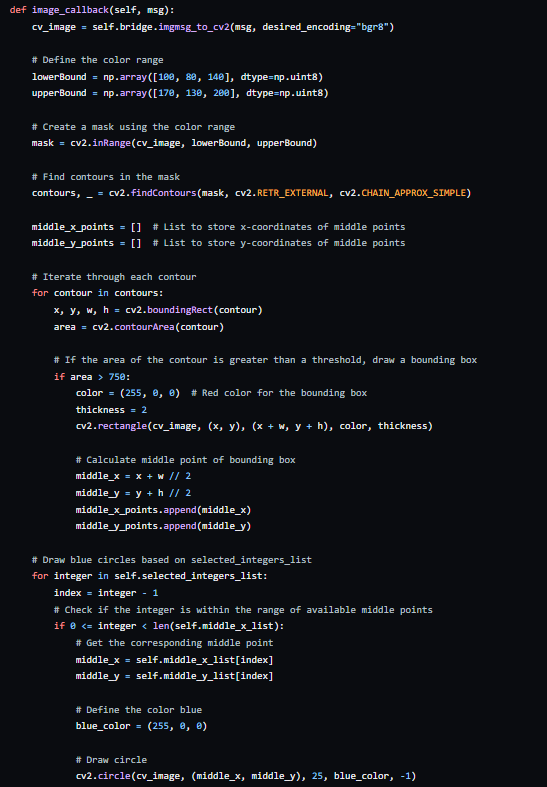 def image_callback(self, msg):
    cv_image = self.bridge.imgmsg_to_cv2(msg, desired_encoding="bgr8")

    # Define the color range
    lowerBound = np.array([100, 80, 140], dtype=np.uint8)
    upperBound = np.array([170, 130, 200], dtype=np.uint8)

    # Create a mask using the color range
    mask = cv2.inRange(cv_image, lowerBound, upperBound)

    # Find contours in the mask
    contours, _ = cv2.findContours(mask, cv2.RETR_EXTERNAL, cv2.CHAIN_APPROX_SIMPLE)

    middle_x_points = []  # List to store x-coordinates of middle points
    middle_y_points = []  # List to store y-coordinates of middle points

    # Iterate through each contour
    for contour in contours:
        x, y, w, h = cv2.boundingRect(contour)
        area = cv2.contourArea(contour)

        # If the area of the contour is greater than a threshold, draw a bounding box
        if area > 750:
            color = (255, 0, 0)  # Red color for the bounding box
            thickness = 2
            cv2.rectangle(cv_image, (x, y), (x + w, y + h), color, thickness)

            # Calculate middle point of bounding box
            middle_x = x + w // 2
            middle_y = y + h // 2
            middle_x_points.append(middle_x)
            middle_y_points.append(middle_y)

    # Draw blue circles based on selected_integers_list
    for integer in self.selected_integers_list:
        index = integer - 1
        # Check if the integer is within the range of available middle points
        if 0 <= integer < len(self.middle_x_list):
            # Get the corresponding middle point
            middle_x = self.middle_x_list[index]
            middle_y = self.middle_y_list[index]

            # Define the color blue
            blue_color = (255, 0, 0)

            # Draw circle
            cv2.circle(cv_image, (middle_x, middle_y), 25, blue_color, -1)